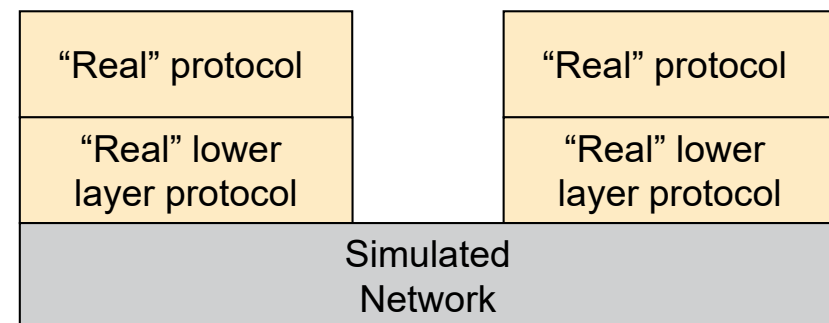 “Real” protocol
“Real” lower
layer protocol
“Real” protocol
“Real” lower
layer protocol
Simulated
Network